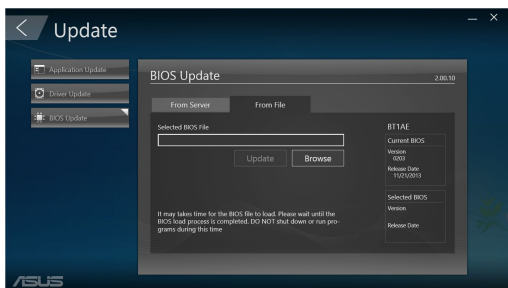 Update
Application Update
Driver Update
BIOS Update
BIOS Update
2.00.10
From Server
From File
Selected BIOS File
Update
Browse
It may takes time for the BIOS file to load. Please wait until the
BIOS load process is completed. DO NOT shut down or run pro-
grams during this time
BT1AE
Current BIOS
Version
0203
Release Date
11/21/2013
Selected BIOS
Version
Release Date
ASUS